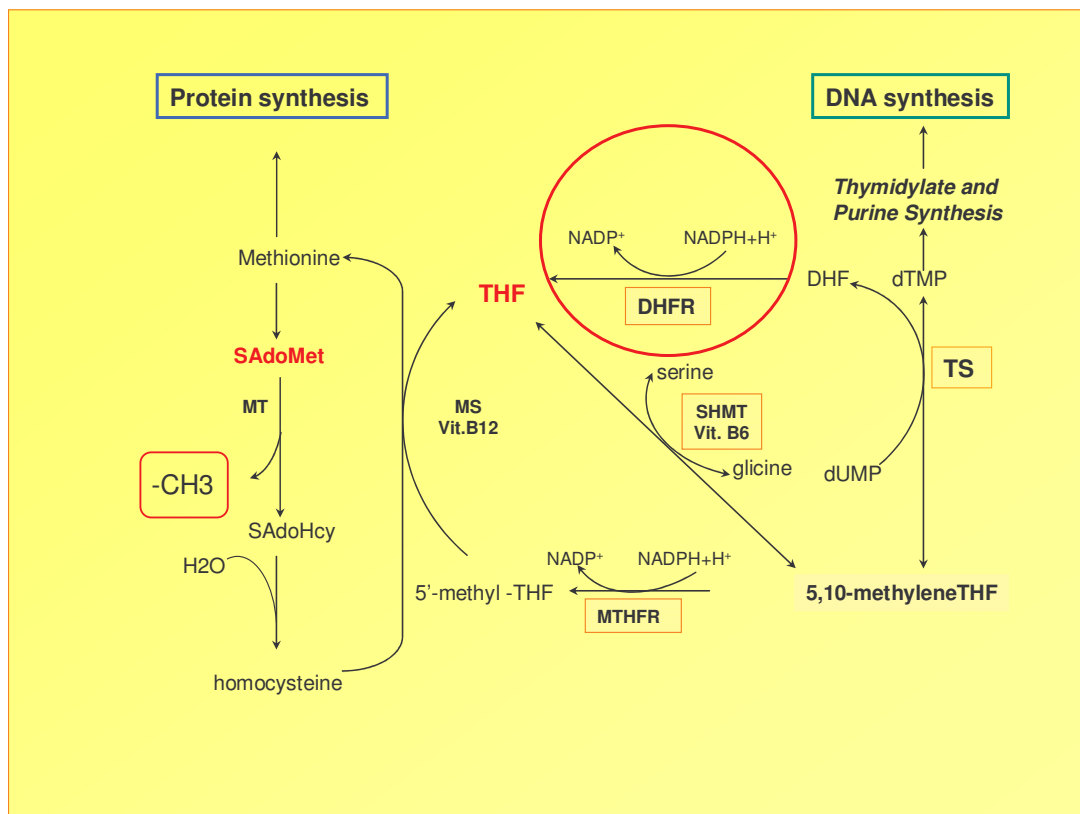 Protein synthesis
DNA synthesis
Thymidylate and
Purine Synthesis
NADP⁺
NADPH+H⁺
Methionine
THF
DHFR
DHF
dTMP
SAdoMet
serine
TS
MT
MS
Vit.B12
SHMT
Vit. B6
-CH3
glicine
dUMP
SAdoHcy
H2O
NADP⁺
NADPH+H⁺
5'-methyl -THF
MTHFR
5,10-methyleneTHF
homocysteine